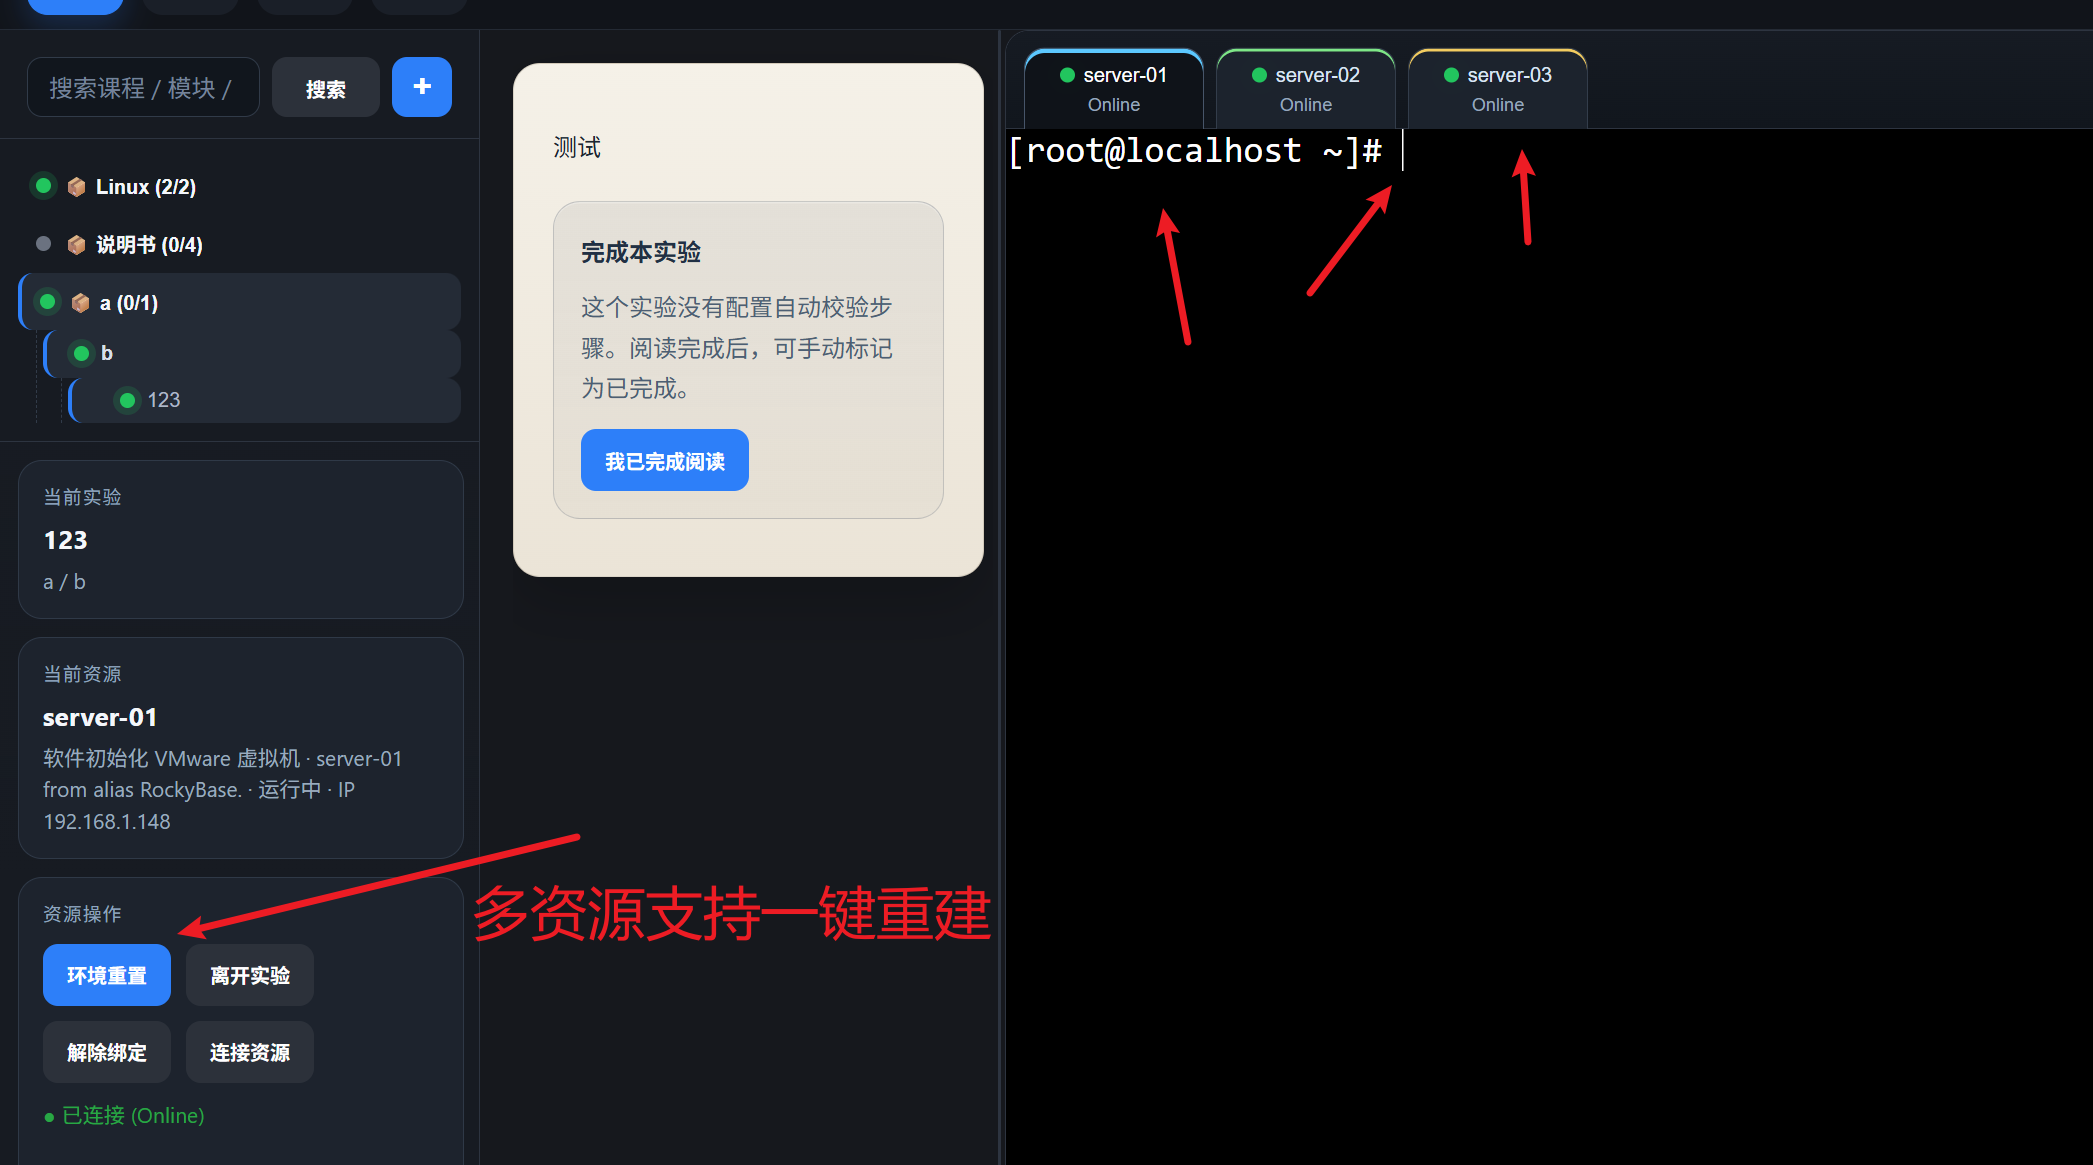 搜索课程 / 模块 /
搜索
+
Linux (2/2)
说明书 (0/4)
a (0/1)
b
123
当前实验
123
a / b
当前资源
server-01
软件初始化 VMware 虚拟机 · server-01
from alias RockyBase. · 运行中 · IP
192.168.1.148
资源操作
环境重置
离开实验
解除绑定
连接资源
已连接 (Online)
测试
完成本实验
这个实验没有配置自动校验步
骤。阅读完成后，可手动标记
为已完成。
我已完成阅读
多资源支持一键重建
server-01
Online
server-02
Online
server-03
Online
[root@localhost ~]#